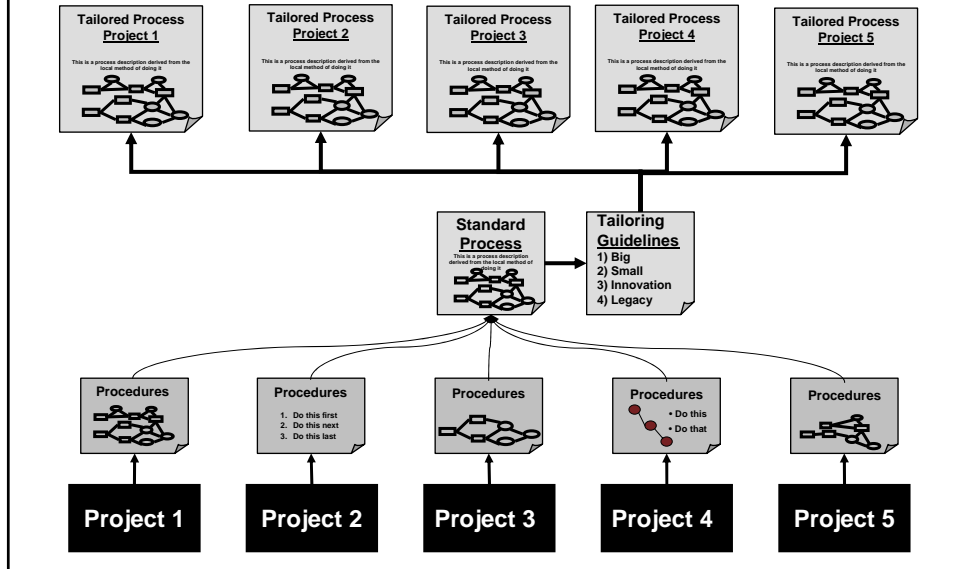 Tailored Process
Project 1
This is a process description derived from the
local method of doing it
Tailored Process
Project 2
This is a process description derived from the
local method of doing it
Tailored Process
Project 3
This is a process description derived from the
local method of doing it
Tailored Process
Project 4
This is a process description derived from the
local method of doing it
Tailored Process
Project 5
This is a process description derived from the
local method of doing it
Standard
Process
This is a process description
derived from the local method of
doing it
Tailoring
Guidelines
1) Big
2) Small
3) Innovation
4) Legacy
Procedures
Procedures
1. Do this first
2. Do this next
3. Do this last
Procedures
Procedures
• Do this
• Do that
Procedures
Project 1
Project 2
Project 3
Project 4
Project 5